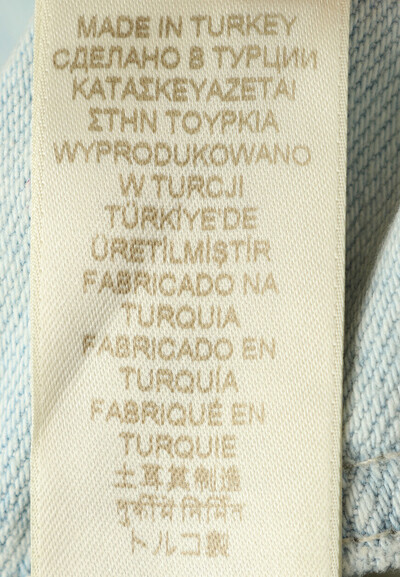 MADE IN TURKEY
СДЕЛАНО В ТУРЦИИ
ΚΑΤΑΣΚΕΥΑΖΕΤΑΙ
ΣΤΗΝ ΤΟΥΡΚΙΑ
WYPRODUKOWANO
W TURCJI
TÜRKİYE'DE
ÜRETİLMİŞTİR
FABRICADO NA
TURQUIA
FABRICADO EN
TURQUÍA
FABRIQUÉ EN
TURQUIE
土耳其制造
तुर्की में निर्मित
トルコ製